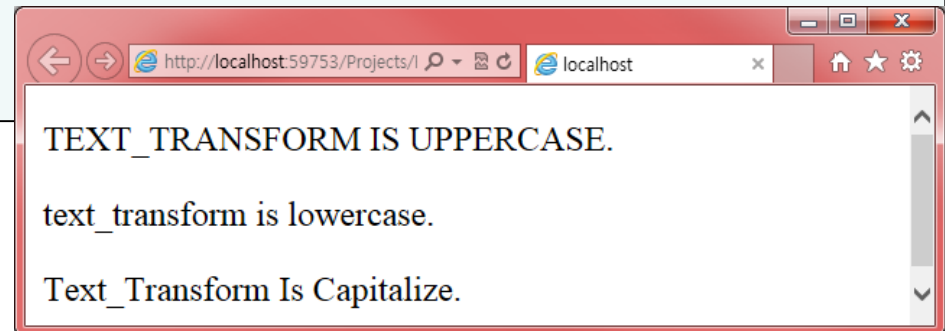 http://localhost:59753/Projects/l
localhost
TEXT_TRANSFORM IS UPPERCASE.
text_transform is lowercase.
Text_Transform Is Capitalize.